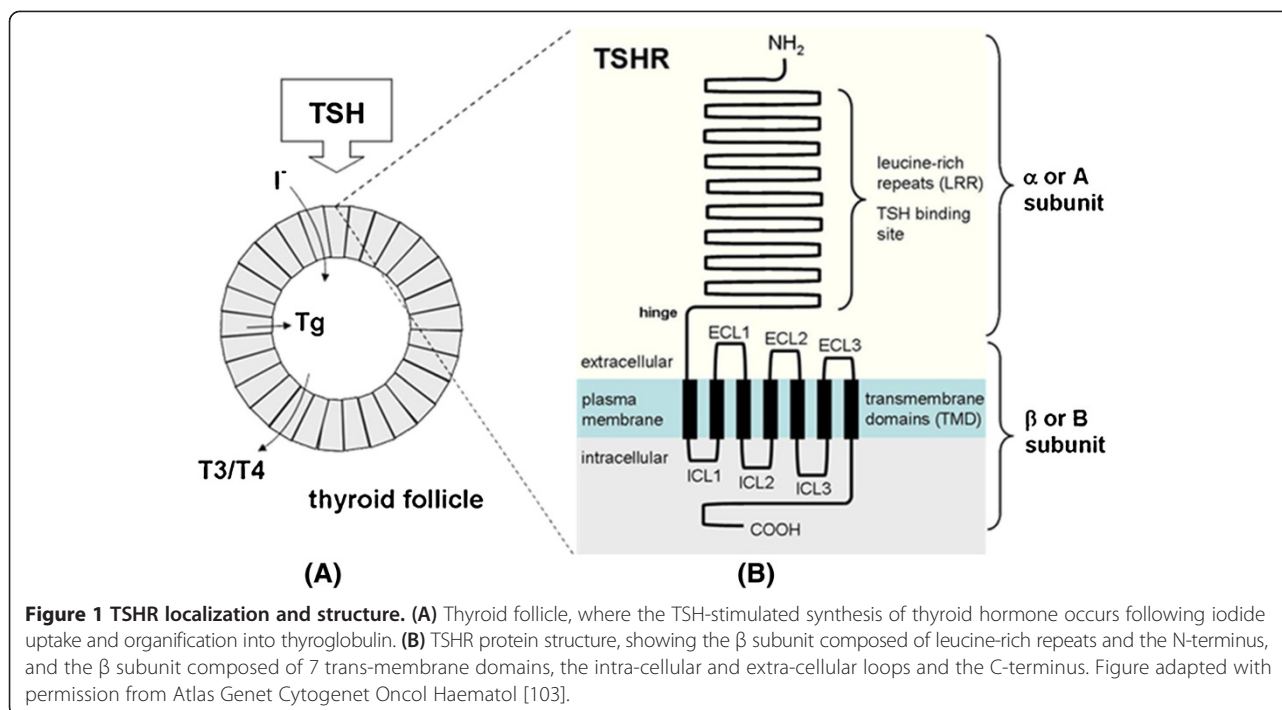 TSH
I-
Tg
T3/T4
thyroid follicle
(A)
TSHR
NH2
leucine-rich
repeats (LRR)
TSH binding
site
α or A
subunit
hinge
ECL1
ECL2
ECL3
extracellular
plasma
membrane
transmembrane
domains (TMD)
β or B
subunit
intracellular
ICL1
ICL2
ICL3
COOH
(B)
Figure 1 TSHR localization and structure. (A) Thyroid follicle, where the TSH-stimulated synthesis of thyroid hormone occurs following iodide
uptake and organification into thyroglobulin. (B) TSHR protein structure, showing the β subunit composed of leucine-rich repeats and the N-terminus,
and the β subunit composed of 7 trans-membrane domains, the intra-cellular and extra-cellular loops and the C-terminus. Figure adapted with
permission from Atlas Genet Cytogenet Oncol Haematol [103].